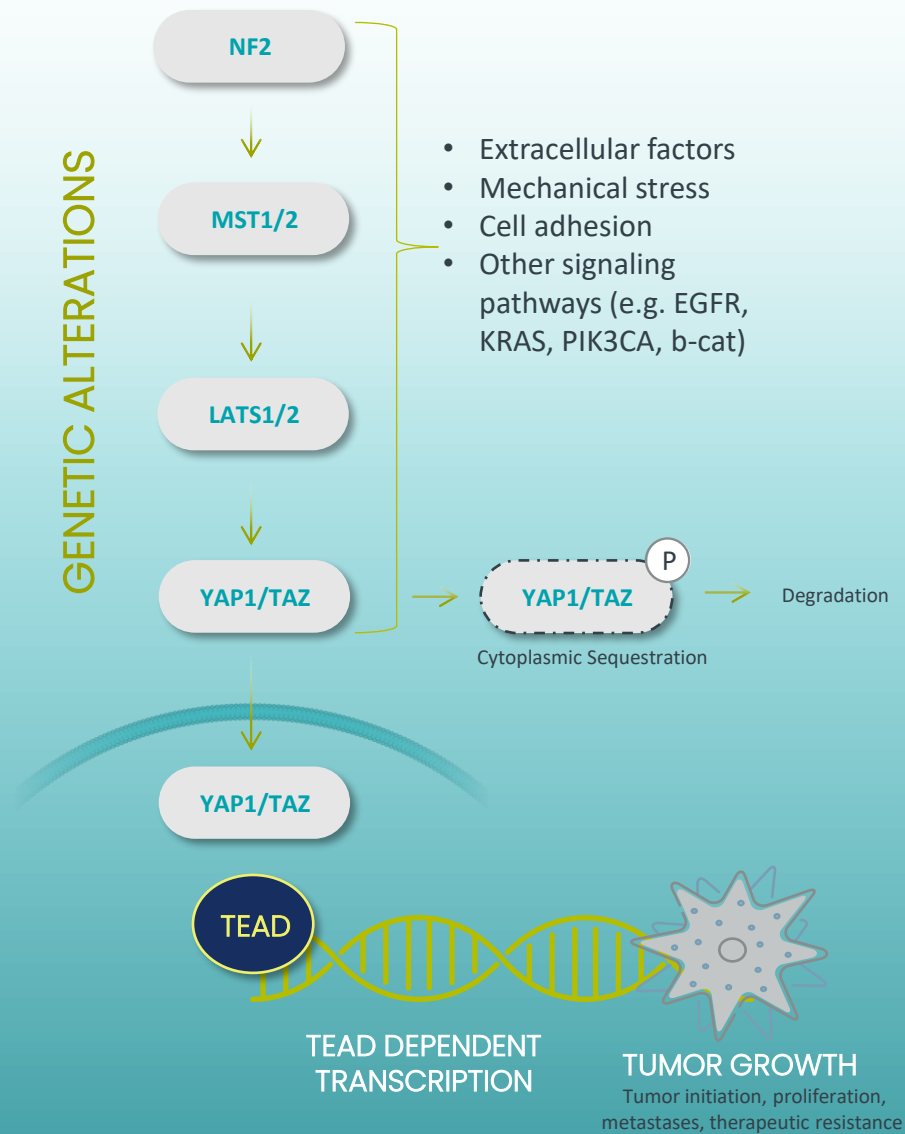 NF2
GENETIC ALTERATIONS
MST1/2
• Extracellular factors
• Mechanical stress
• Cell adhesion
• Other signaling
pathways (e.g. EGFR,
KRAS, PIK3CA, b-cat)
LATS1/2
YAP1/TAZ
P
YAP1/TAZ
Degradation
Cytoplasmic Sequestration
YAP1/TAZ
TEAD
TEAD DEPENDENT
TRANSCRIPTION
TUMOR GROWTH
Tumor initiation, proliferation,
metastases, therapeutic resistance